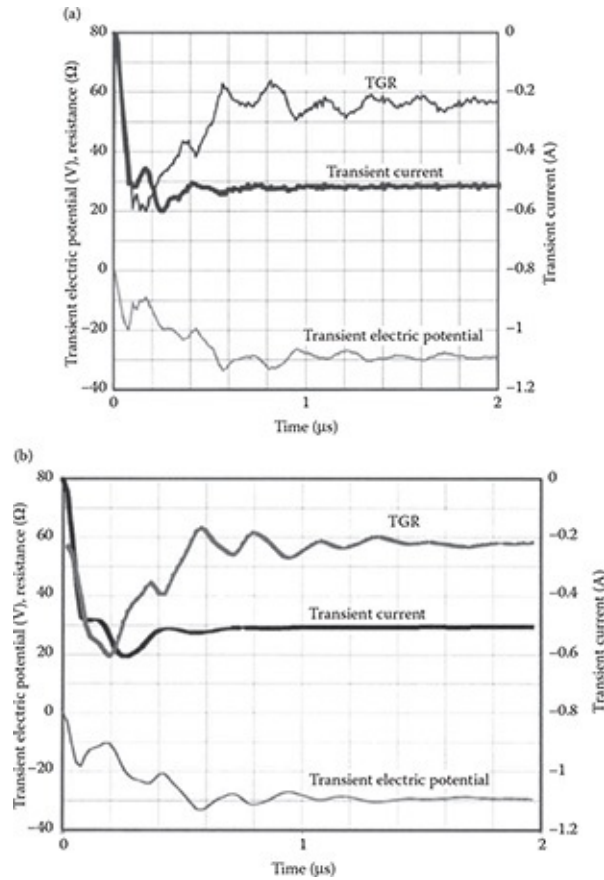 (a)
Transient electric potential (V), resistance (Ω)
80
60
40
20
0
−20
−40
0
−0.2
−0.4
−0.6
−0.8
−1
−1.2
Transient current (A)
TGR
Transient current
Transient electric potential
0
1
2
Time (μs)
(b)
Transient electric potential (V), resistance (Ω)
80
60
40
20
0
−20
−40
0
−0.2
−0.4
−0.6
−0.8
−1
−1.2
Transient current (A)
TGR
Transient current
Transient electric potential
0
1
2
Time (μs)